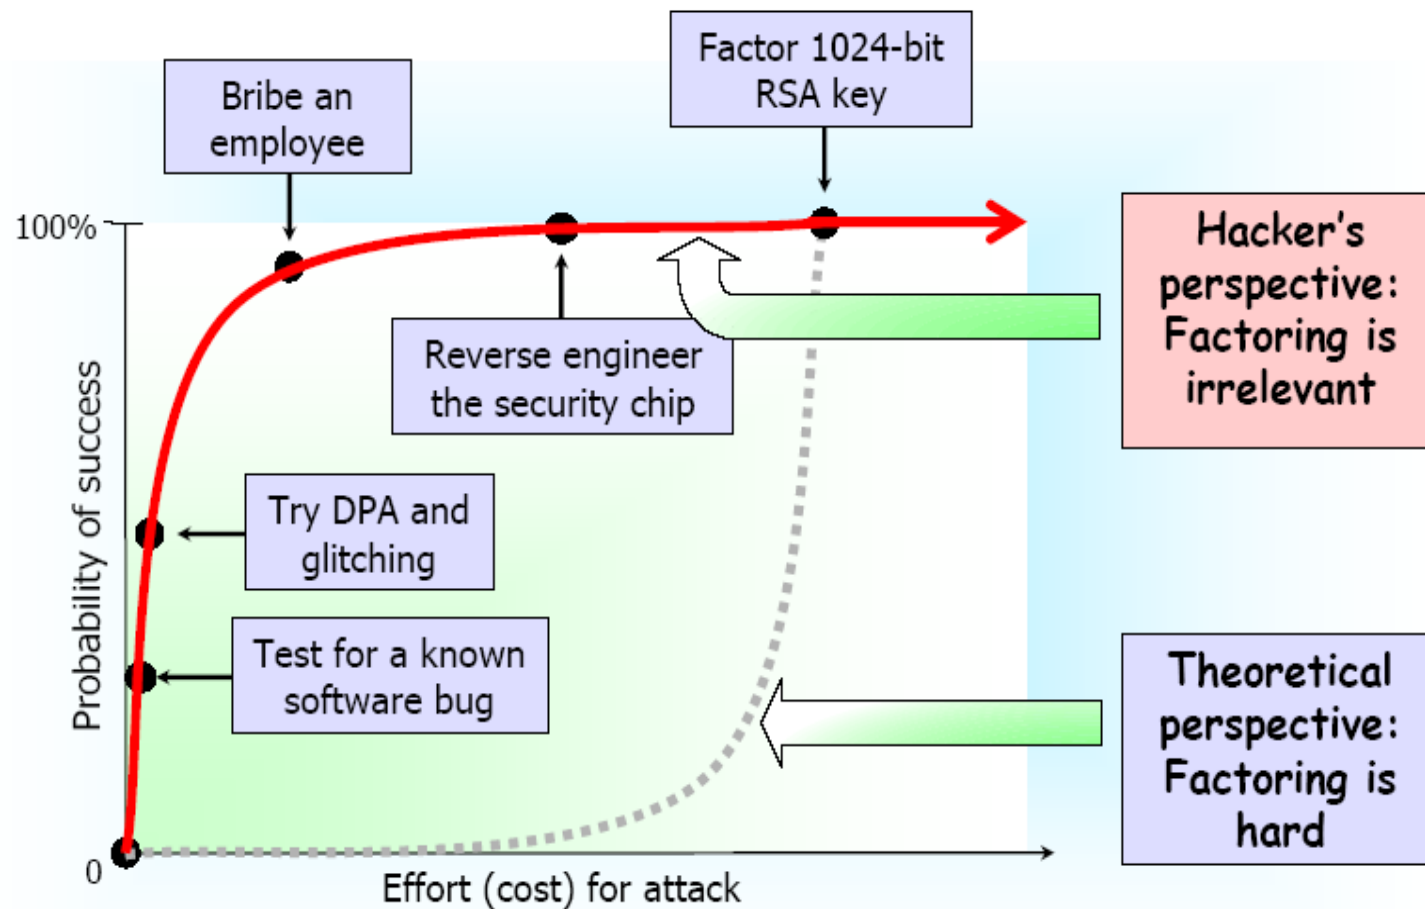 Factor 1024-bit
RSA key
Bribe an
employee
100%
Hacker's
perspective:
Factoring is
irrelevant
Reverse engineer
the security chip
Probability of success
Try DPA and
glitching
Test for a known
software bug
Theoretical
perspective:
Factoring is
hard
0
Effort (cost) for attack